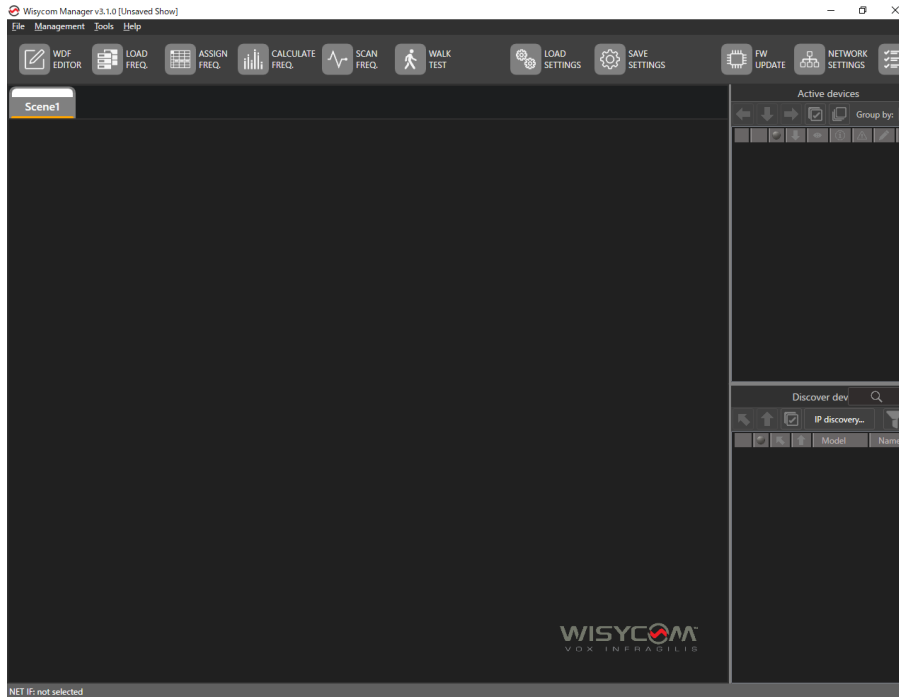 Wisycom Manager v3.1.0 [Unsaved Show]
File Management Tools Help
WDF EDITOR
LOAD FREQ.
ASSIGN FREQ.
CALCULATE FREQ.
SCAN FREQ.
WALK TEST
LOAD SETTINGS
SAVE SETTINGS
FW UPDATE
NETWORK SETTINGS
Scene1
Active devices
Group by:
Discover dev
IP discovery...
Model Name
WISYCOM™
VOX INFRAGILIS
NET IF: not selected